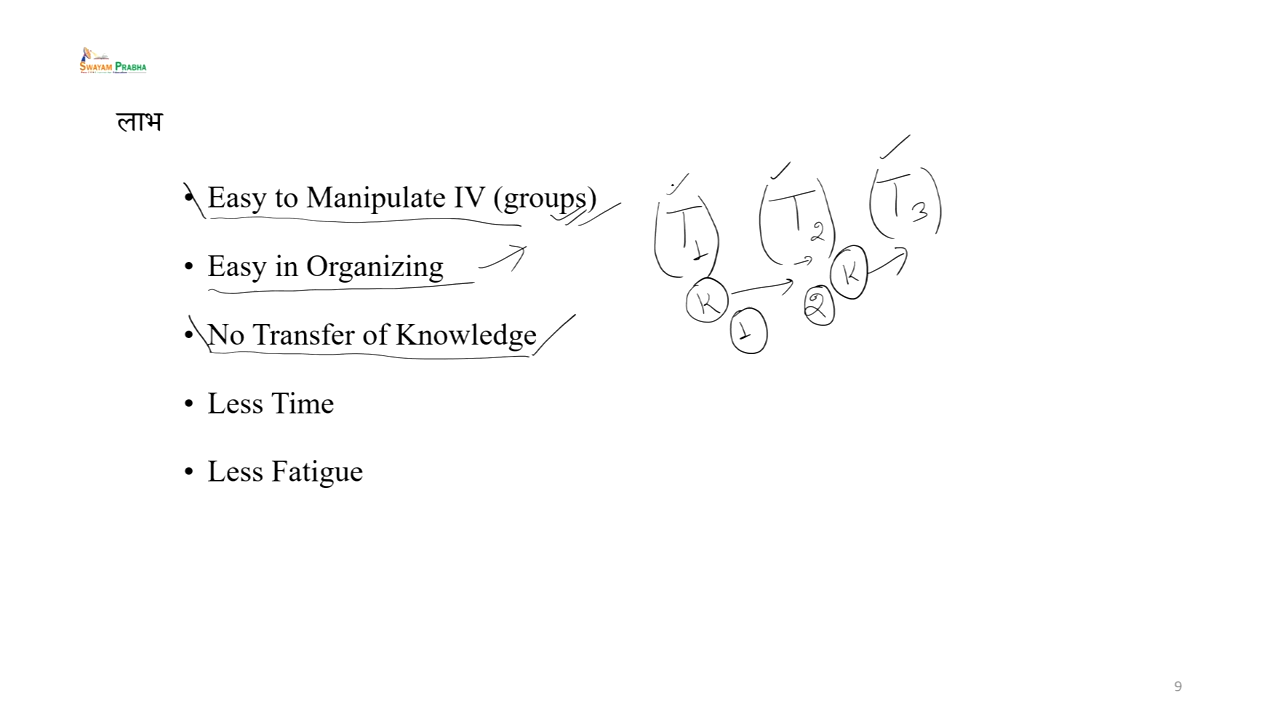 SWAYAM PRABHA
लाभ
• Easy to Manipulate IV (groups)
• Easy in Organizing
• No Transfer of Knowledge
• Less Time
• Less Fatigue
T1 T2 T3
K K
1 2
9